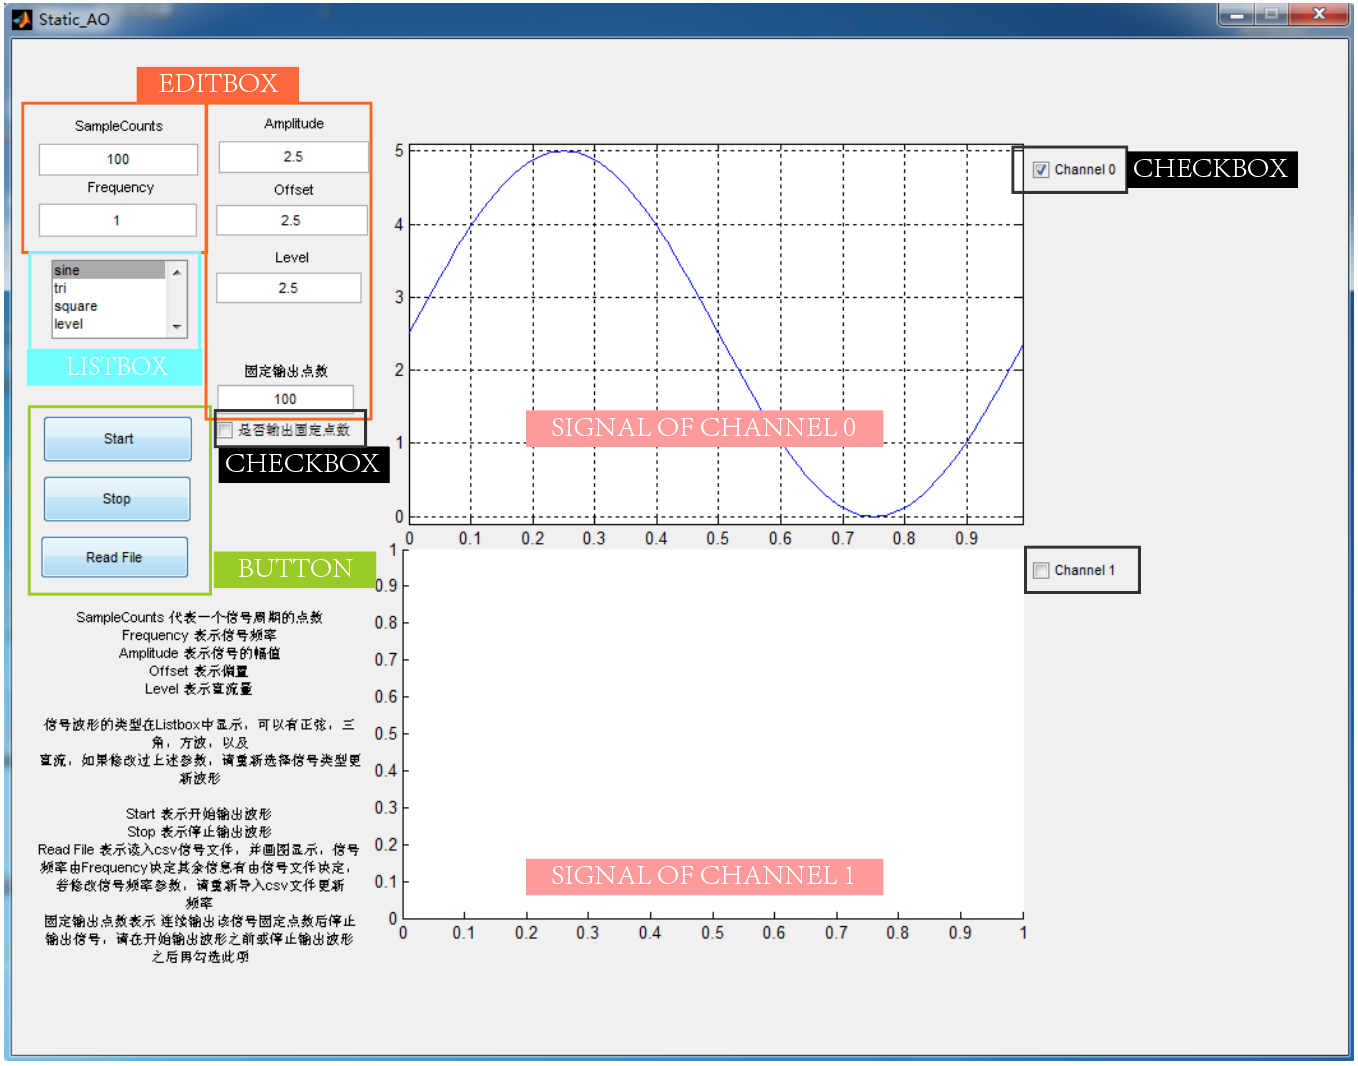 Static_AO
EDITBOX
SampleCounts
100
Frequency
1
Amplitude
2.5
Offset
2.5
Level
2.5
固定输出点数
100
是否输出固定点数
CHECKBOX
sine
tri
square
level
LISTBOX
Start
Stop
Read File
BUTTON
SampleCounts 代表一个信号周期的点数
Frequency 表示信号频率
Amplitude 表示信号的幅值
Offset 表示偏置
Level 表示直流量
信号波形的类型在Listbox中显示，可以有正弦，三
角，方波，以及
直流，如果修改过上述参数，请重新选择信号类型更
新波形
Start 表示开始输出波形
Stop 表示停止输出波形
Read File 表示读入csv信号文件，并画图显示，信号
频率由Frequency决定其余信息有由信号文件决定，
若修改信号频率参数，请重新导入csv文件更新
频率
固定输出点数表示 连续输出该信号固定点数后停止
输出信号，请在开始输出波形之前或停止输出波形
之后再勾选此项
5
4
3
2
1
0
0 0.1 0.2 0.3 0.4 0.5 0.6 0.7 0.8 0.9
SIGNAL OF CHANNEL 0
Channel 0
CHECKBOX
1
0.9
0.8
0.7
0.6
0.5
0.4
0.3
0.2
0.1
0
0 0.1 0.2 0.3 0.4 0.5 0.6 0.7 0.8 0.9 1
SIGNAL OF CHANNEL 1
Channel 1